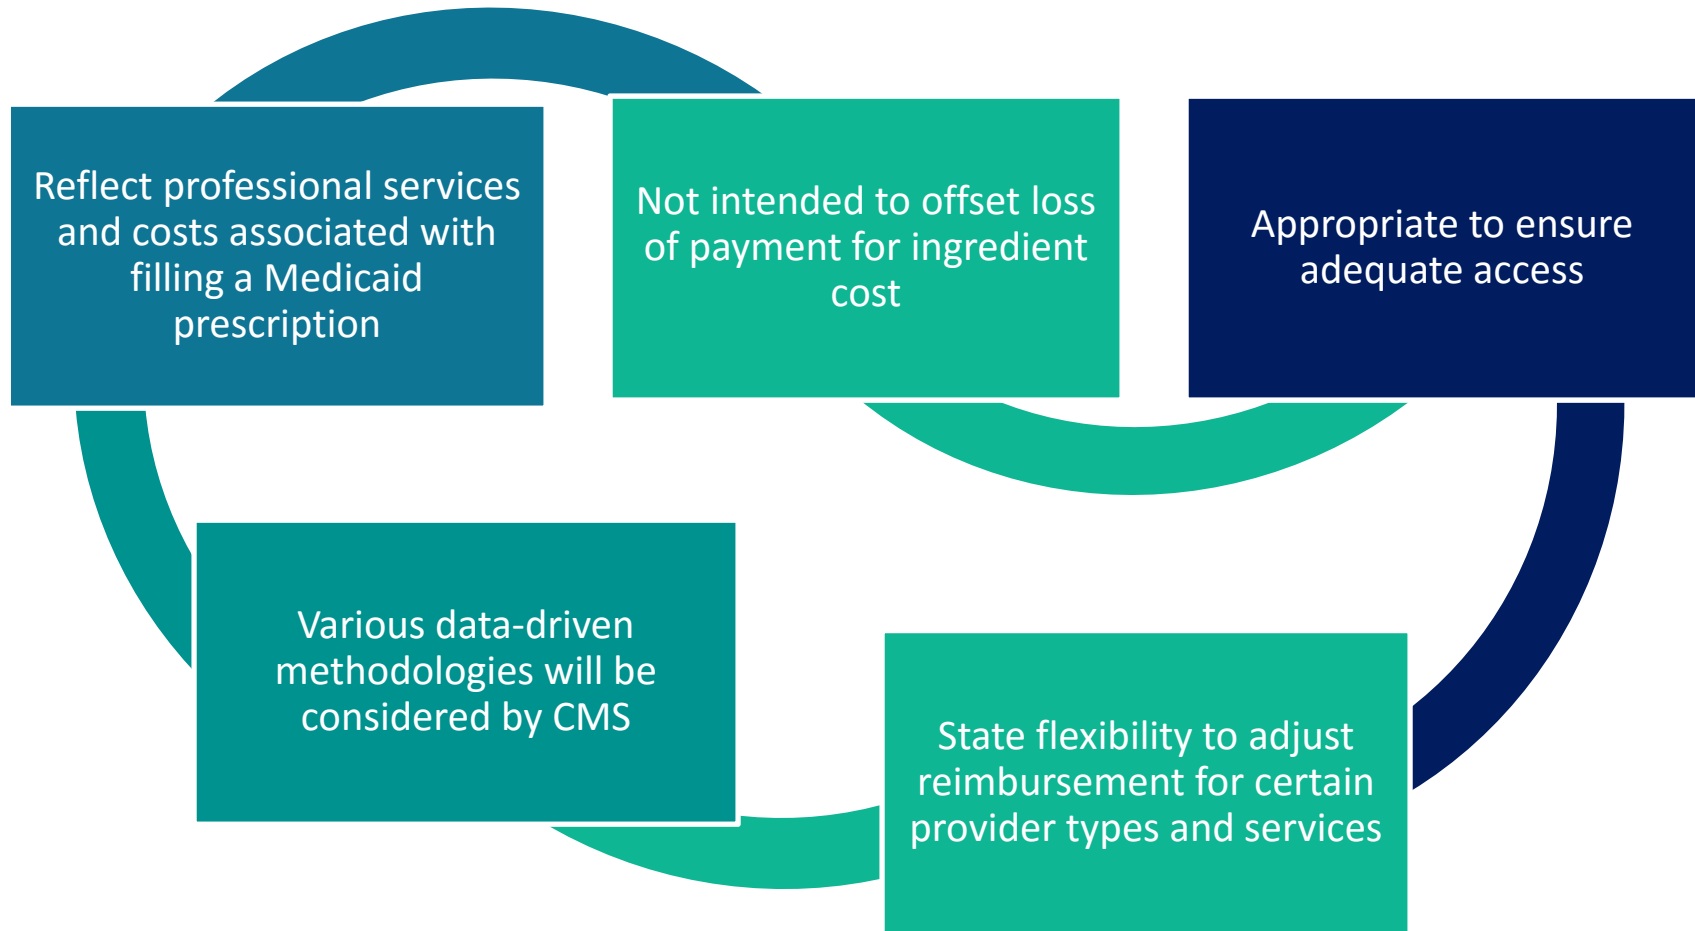 Reflect professional services
and costs associated with
filling a Medicaid
prescription
Not intended to offset loss
of payment for ingredient
cost
Appropriate to ensure
adequate access
Various data-driven
methodologies will be
considered by CMS
State flexibility to adjust
reimbursement for certain
provider types and services